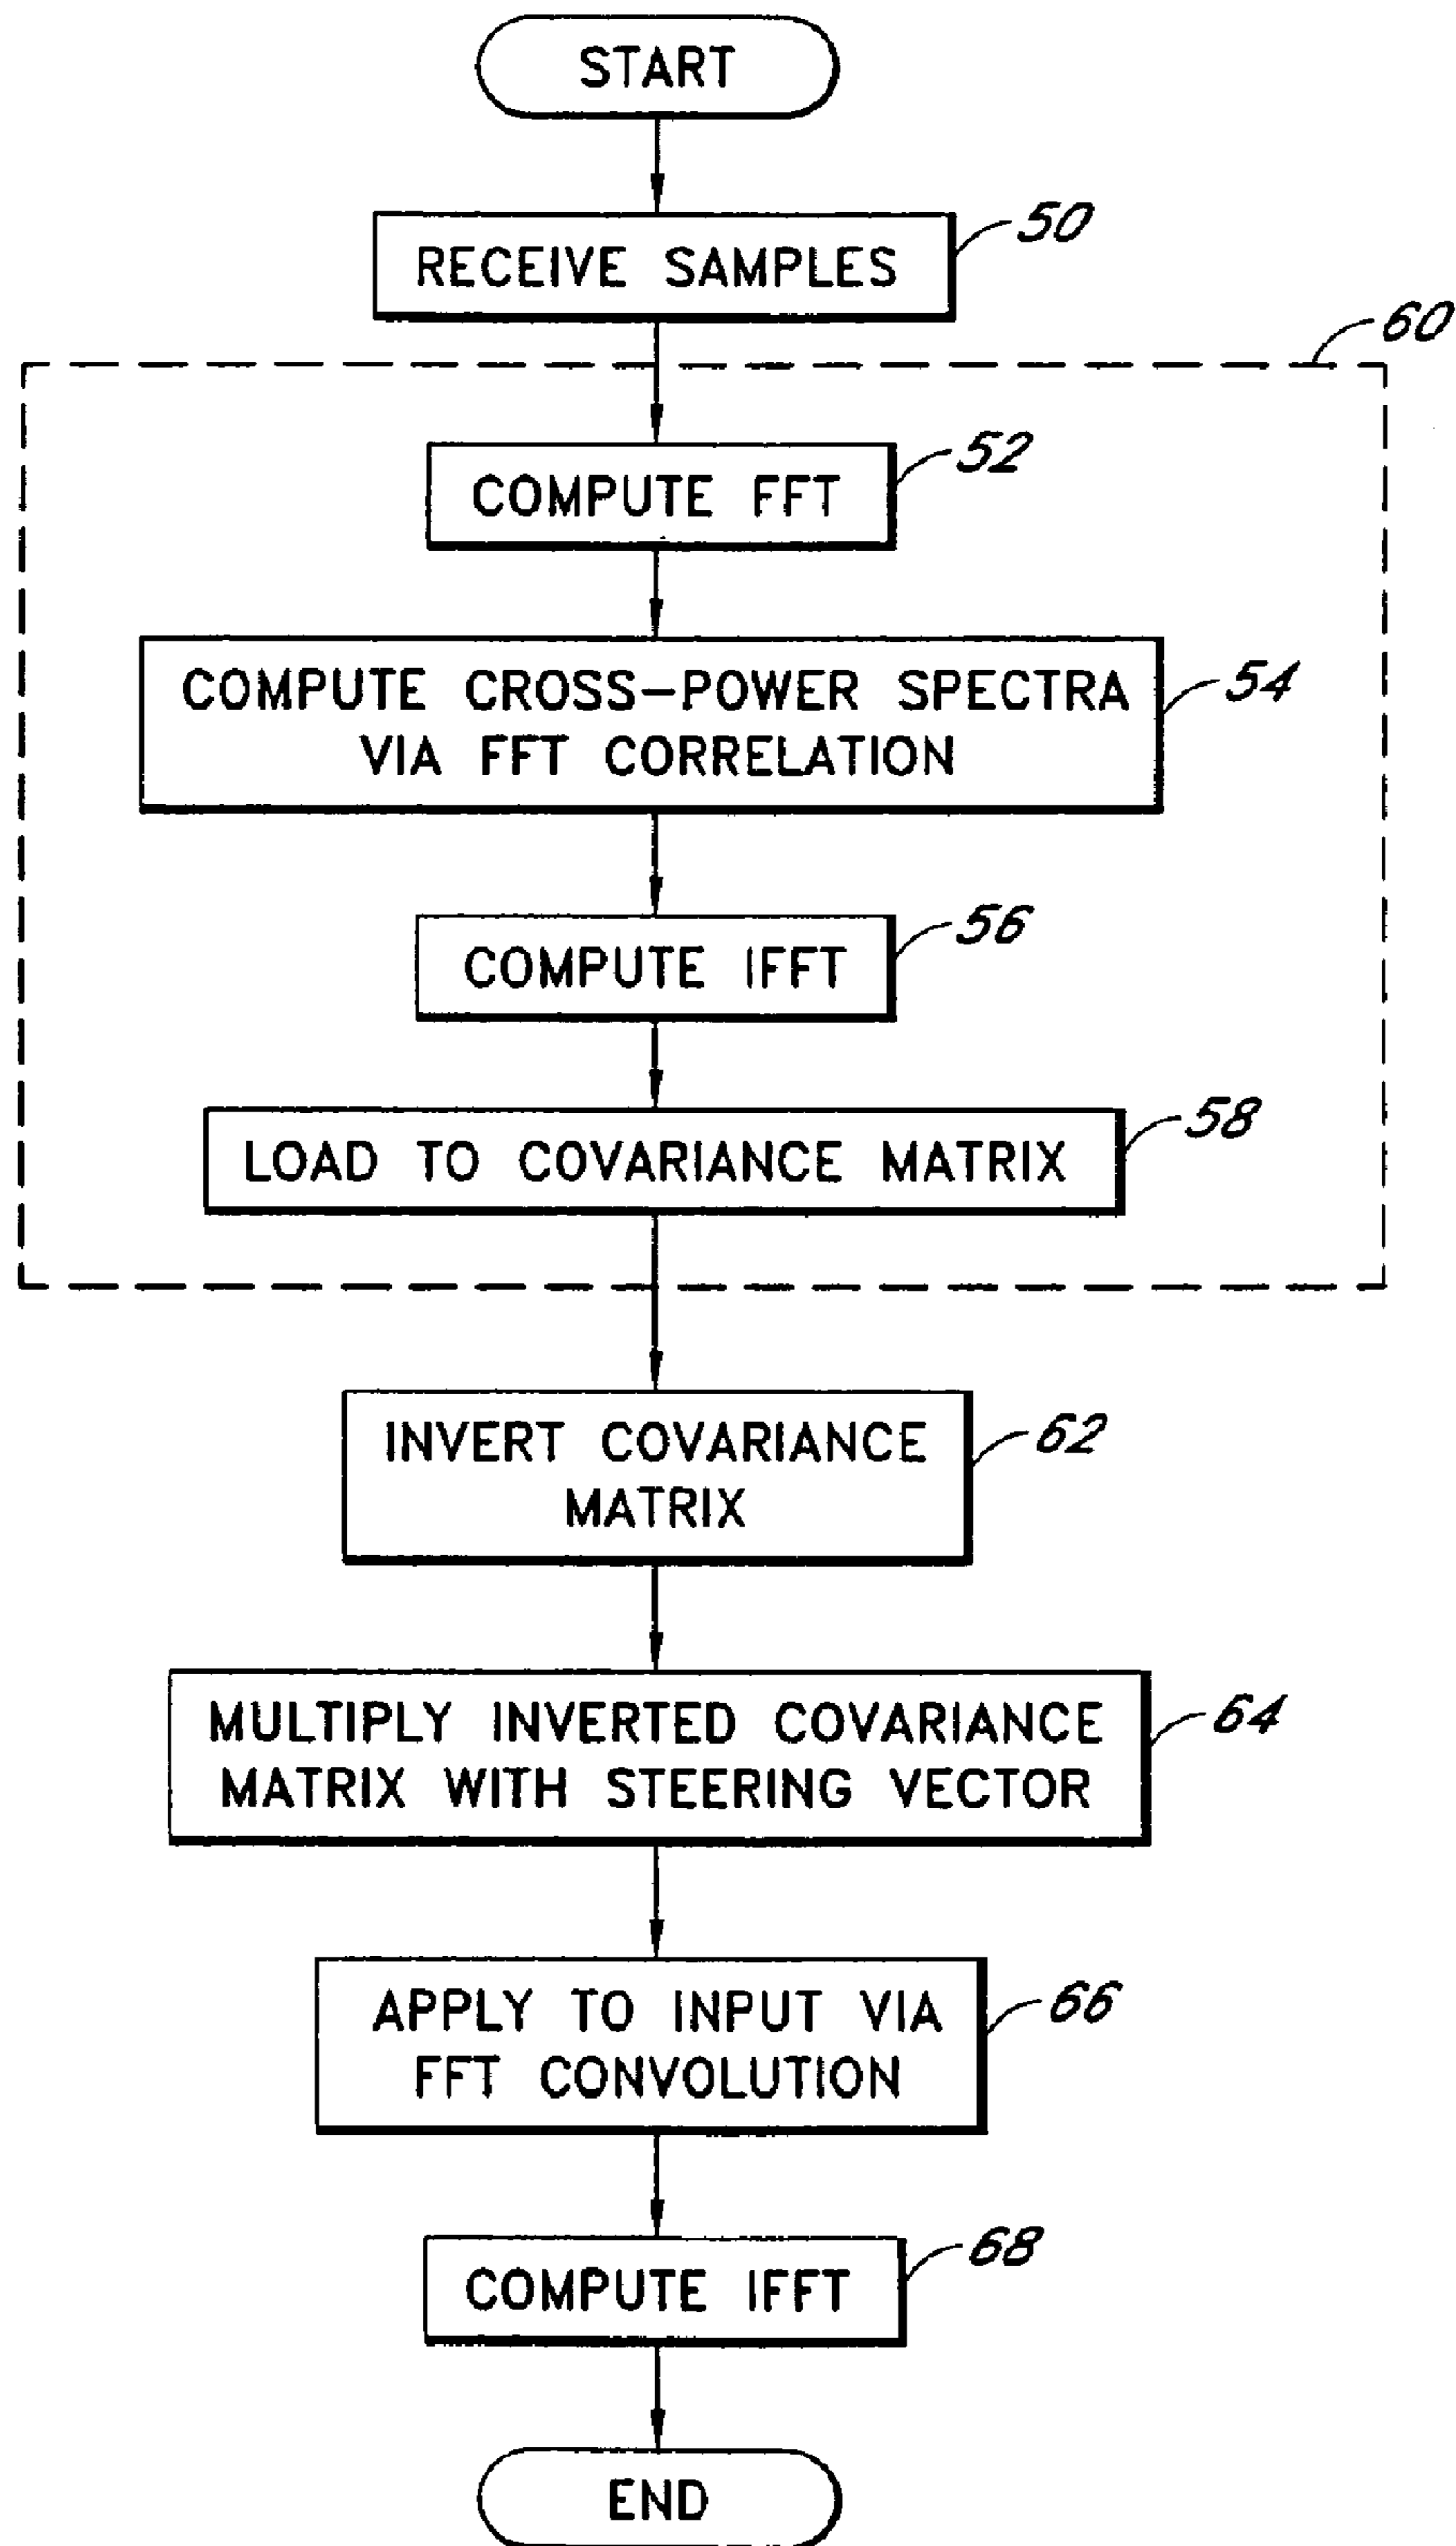 START
RECEIVE SAMPLES
50
60
COMPUTE FFT
52
COMPUTE CROSS-POWER SPECTRA
VIA FFT CORRELATION
54
COMPUTE IFFT
56
LOAD TO COVARIANCE MATRIX
58
INVERT COVARIANCE
MATRIX
62
MULTIPLY INVERTED COVARIANCE
MATRIX WITH STEERING VECTOR
64
APPLY TO INPUT VIA
FFT CONVOLUTION
66
COMPUTE IFFT
68
END